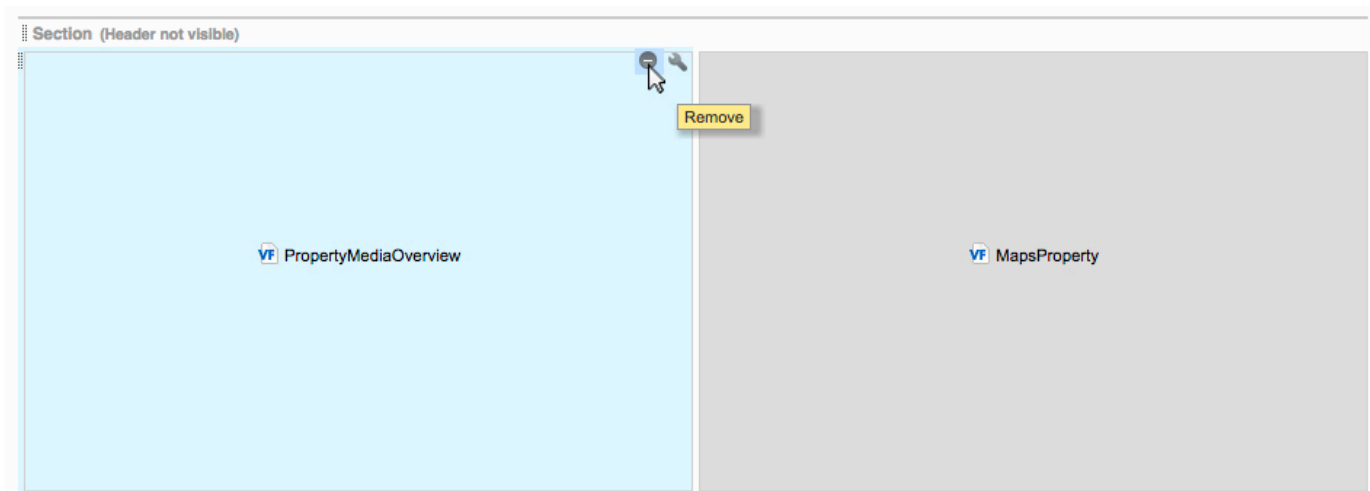 Section (Header not visible)
Remove
VF PropertyMediaOverview
VF MapsProperty